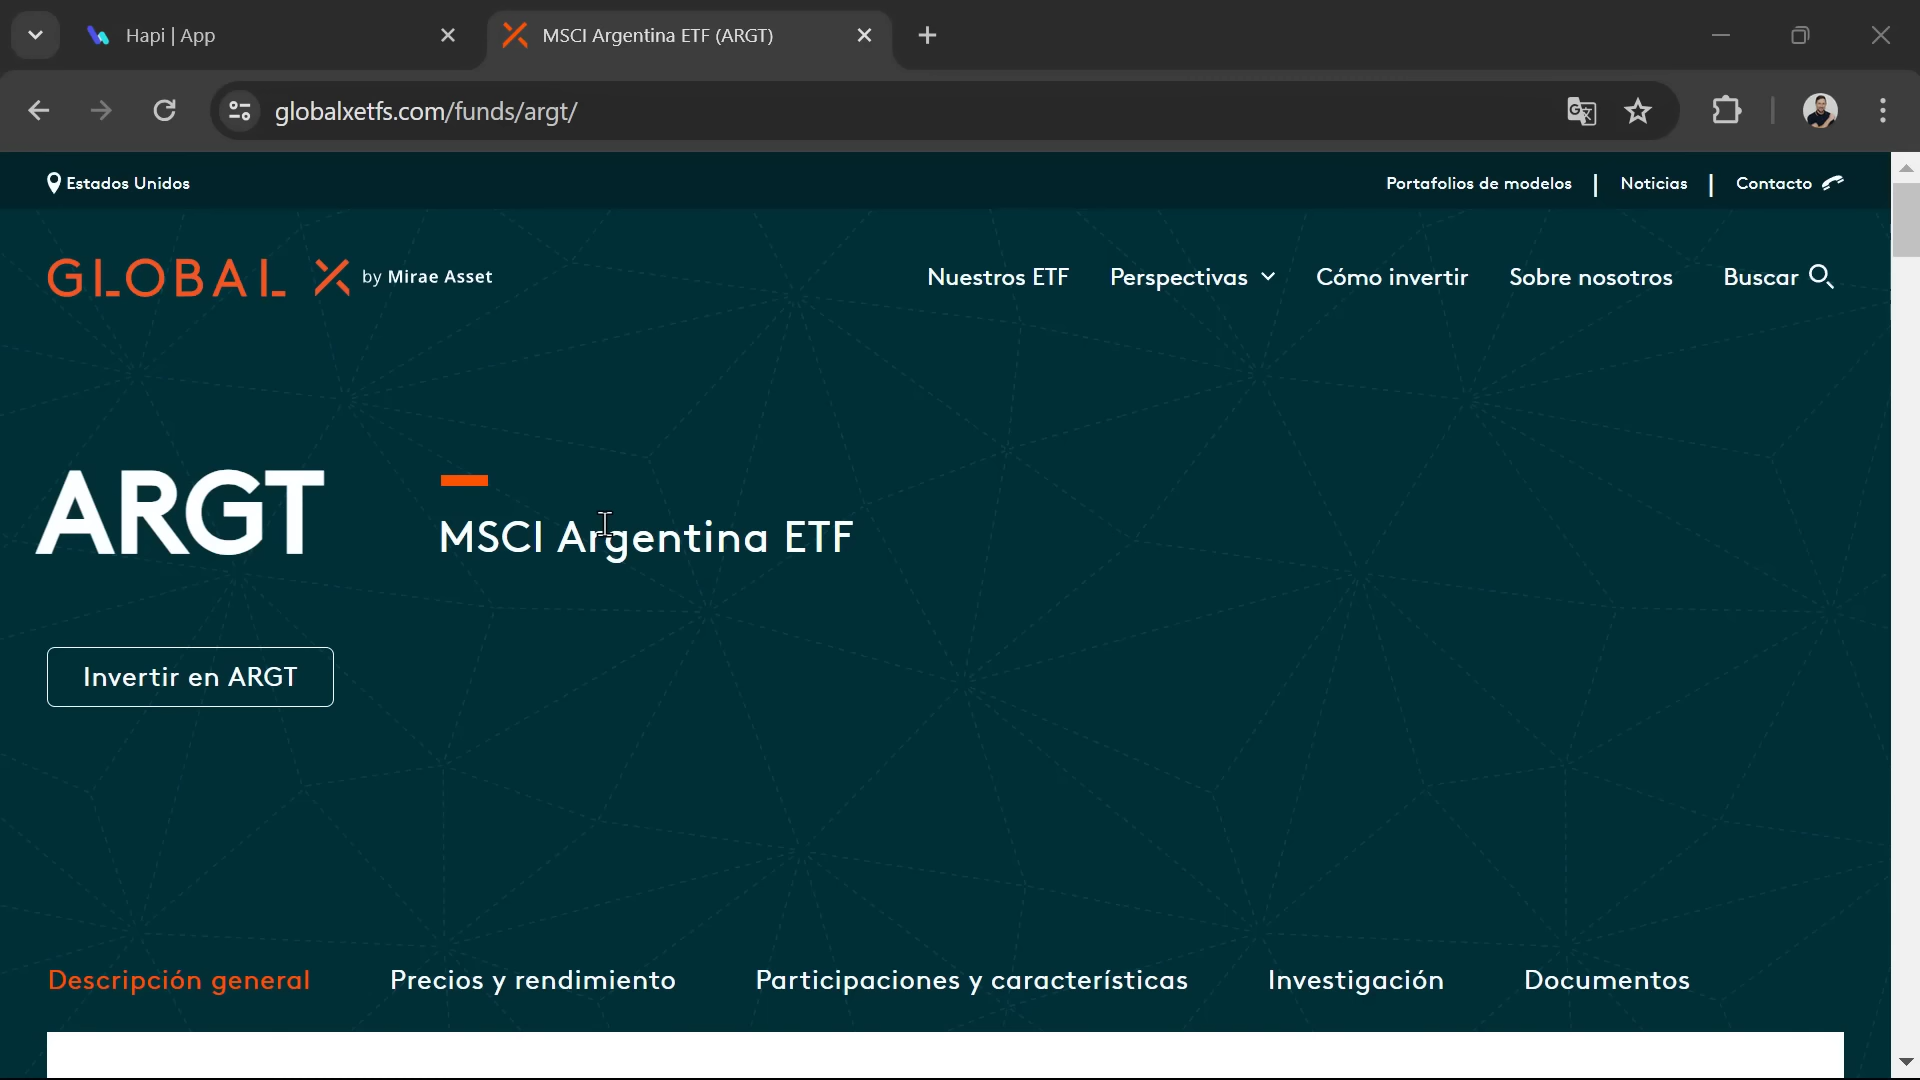 Hapi | App
MSCI Argentina ETF (ARGT)
globalxetfs.com/funds/argt/
Estados Unidos
Portafolios de modelos | Noticias | Contacto
GLOBAL X by Mirae Asset
Nuestros ETF Perspectivas Cómo invertir Sobre nosotros Buscar
ARGT
MSCI Argentina ETF
Invertir en ARGT
Descripción general Precios y rendimiento Participaciones y características Investigación Documentos